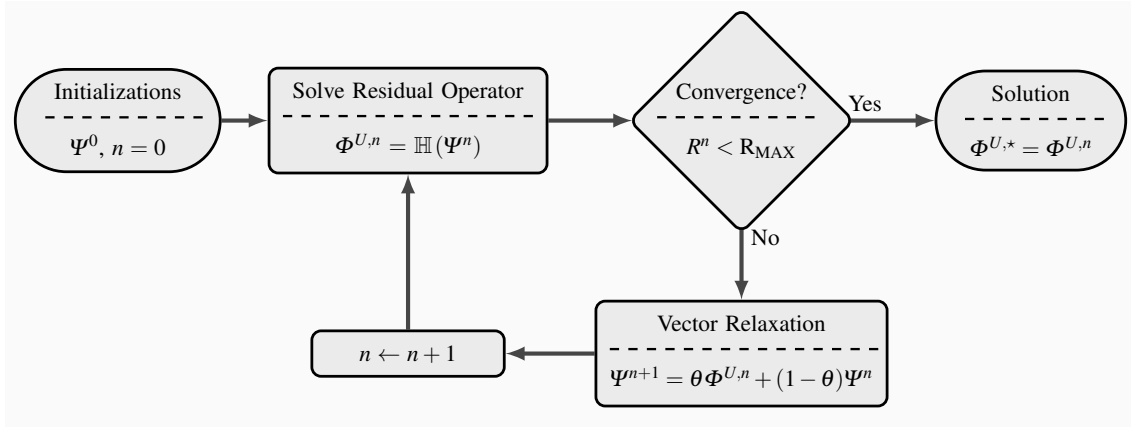 Initializations
Ψ⁰, n = 0
Solve Residual Operator
Φ^{U,n} = ℍ(Ψⁿ)
Convergence?
Rⁿ < R_MAX
Yes
Solution
Φ^{U,⋆} = Φ^{U,n}
No
Vector Relaxation
Ψ^{n+1} = θΦ^{U,n} + (1 − θ)Ψⁿ
n ← n + 1